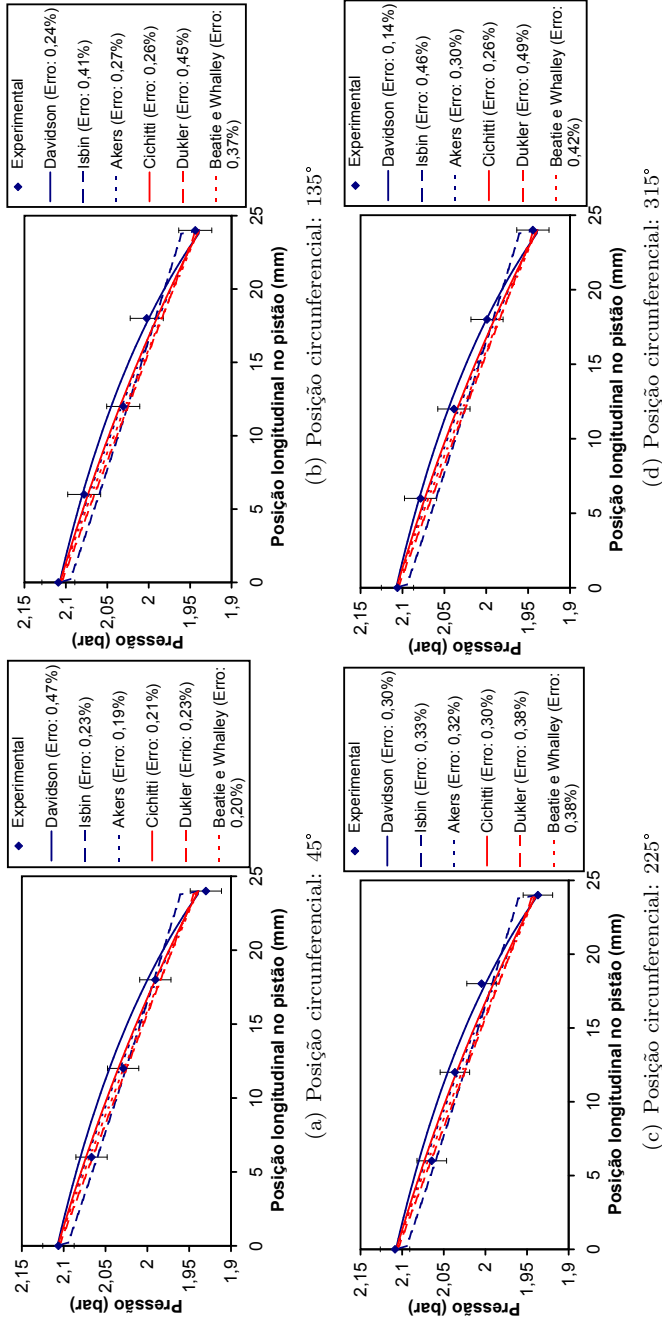 2,15
2,1
2,05
2
1,95
1,9
Pressão (bar)
0
5
10
15
20
25
Posição longitudinal no pistão (mm)
Experimental
Davidson (Erro: 0,47%)
Isbin (Erro: 0,23%)
Akers (Erro: 0,19%)
Cichitti (Erro: 0,21%)
Dukler (Errio: 0,23%)
Beatie e Whalley (Erro:
0,20%)
(a) Posição circunferencial: 45°
2,15
2,1
2,05
2
1,95
1,9
Pressão (bar)
0
5
10
15
20
25
Posição longitudinal no pistão (mm)
Experimental
Davidson (Erro: 0,24%)
Isbin (Erro: 0,41%)
Akers (Erro: 0,27%)
Cichitti (Erro: 0,26%)
Dukler (Erro: 0,45%)
Beatie e Whalley (Erro:
0,37%)
(b) Posição circunferencial: 135°
2,15
2,1
2,05
2
1,95
1,9
Pressão (bar)
0
5
10
15
20
25
Posição longitudinal no pistão (mm)
Experimental
Davidson (Erro: 0,30%)
Isbin (Erro: 0,33%)
Akers (Erro: 0,32%)
Cichitti (Erro: 0,30%)
Dukler (Erro: 0,38%)
Beatie e Whalley (Erro:
0,38%)
(c) Posição circunferencial: 225°
2,15
2,1
2,05
2
1,95
1,9
Pressão (bar)
0
5
10
15
20
25
Posição longitudinal no pistão (mm)
Experimental
Davidson (Erro: 0,14%)
Isbin (Erro: 0,46%)
Akers (Erro: 0,30%)
Cichitti (Erro: 0,26%)
Dukler (Erro: 0,49%)
Beatie e Whalley (Erro:
0,42%)
(d) Posição circunferencial: 315°